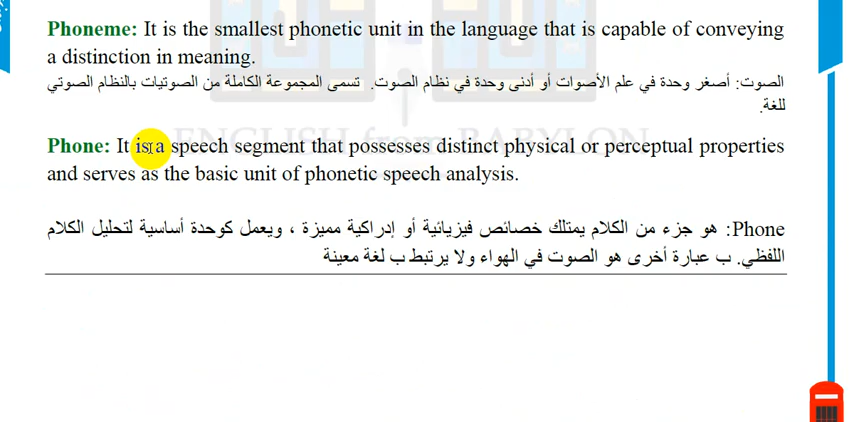 Phoneme: It is the smallest phonetic unit in the language that is capable of conveying
a distinction in meaning.
الصوت: أصغر وحدة في علم الأصوات أو أدنى وحدة في نظام الصوت. تسمى المجموعة الكاملة من الصوتيات بالنظام الصوتي
للغة.
ENGLISH from BABYLON
Phone: It is a speech segment that possesses distinct physical or perceptual properties
and serves as the basic unit of phonetic speech analysis.
Phone: هو جزء من الكلام يمتلك خصائص فيزيائية أو إدراكية مميزة ، ويعمل كوحدة أساسية لتحليل الكلام
اللفظي. ب عبارة أخرى هو الصوت في الهواء ولا يرتبط ب لغة معينة